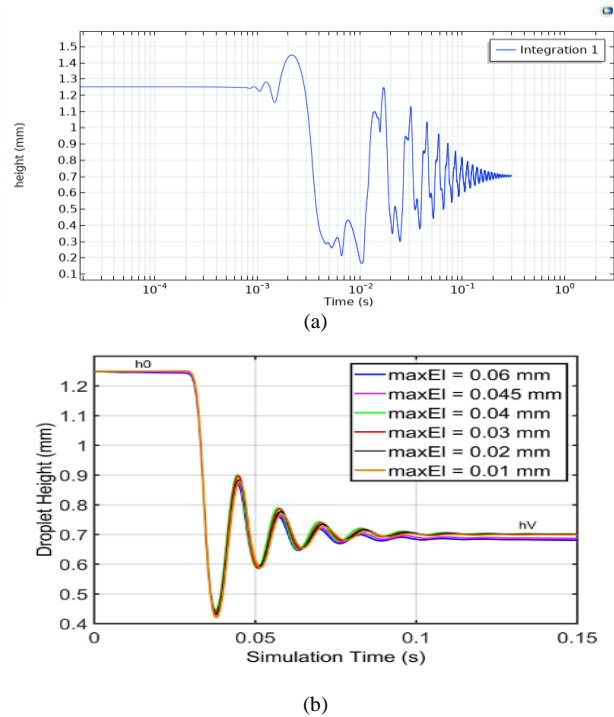 1.5
1.4
1.3
1.2
1.1
1.0
0.9
0.8
0.7
0.6
0.5
0.4
0.3
0.2
0.1
height (mm)
Integration 1
10⁻⁴ 10⁻³ 10⁻² 10⁻¹ 10⁰
Time (s)
(a)
h0
hV
maxEl = 0.06 mm
maxEl = 0.045 mm
maxEl = 0.04 mm
maxEl = 0.03 mm
maxEl = 0.02 mm
maxEl = 0.01 mm
1.2
1.1
1
0.9
0.8
0.7
0.6
0.5
0.4
Droplet Height (mm)
0 0.05 0.1 0.15
Simulation Time (s)
(b)